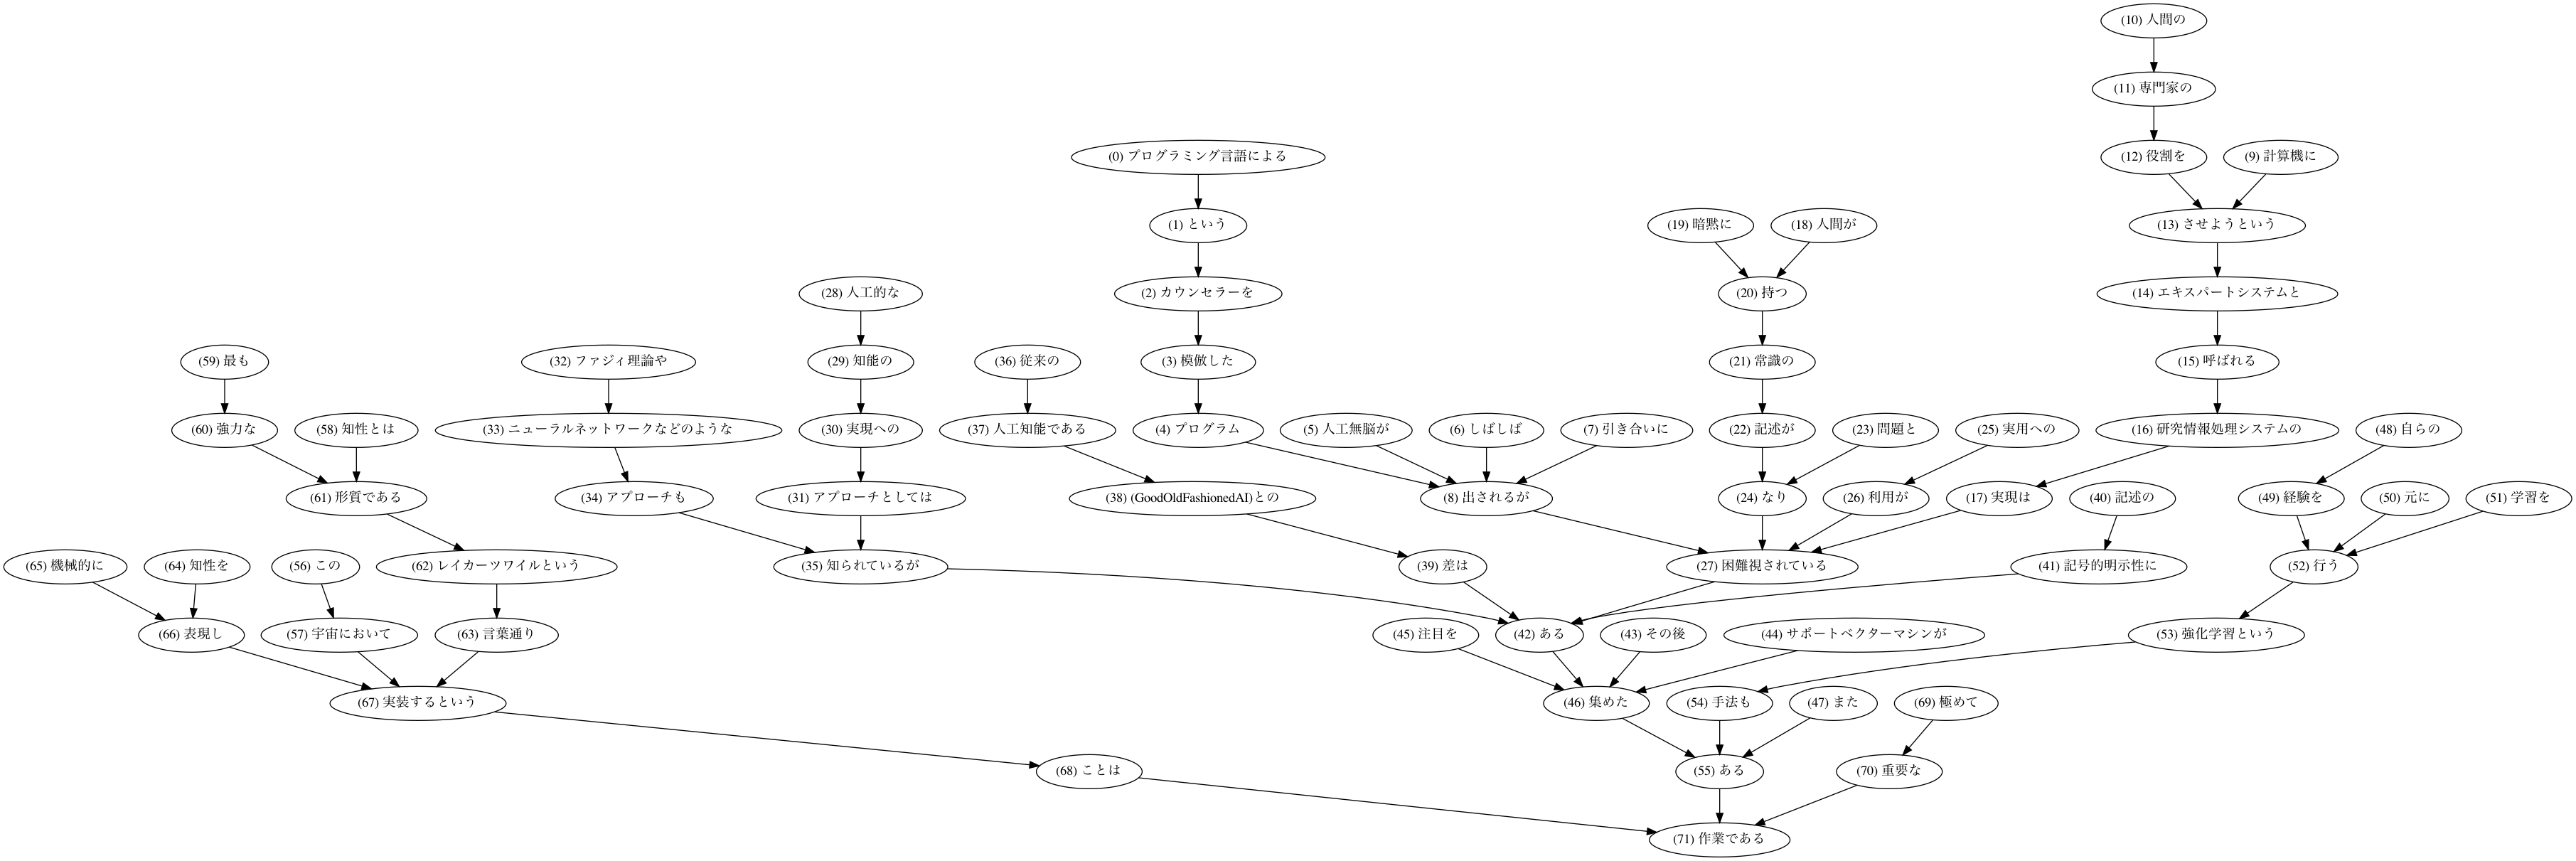 (10) 人間の
(11) 専門家の
(0) プログラミング言語による
(12) 役割を
(9) 計算機に
(1) という
(19) 暗黙に
(18) 人間が
(13) させようという
(28) 人工的な
(2) カウンセラーを
(20) 持つ
(14) エキスパートシステムと
(59) 最も
(32) ファジィ理論や
(29) 知能の
(36) 従来の
(3) 模倣した
(21) 常識の
(15) 呼ばれる
(60) 強力な
(58) 知性とは
(33) ニューラルネットワークなどのような
(30) 実現への
(37) 人工知能である
(4) プログラム
(5) 人工無脳が
(6) しばしば
(7) 引き合いに
(22) 記述が
(23) 問題と
(25) 実用への
(16) 研究情報処理システムの
(48) 自らの
(61) 形質である
(34) アプローチも
(31) アプローチとしては
(38) (GoodOldFashionedAI)との
(8) 出されるが
(24) なり
(26) 利用が
(17) 実現は
(40) 記述の
(49) 経験を
(50) 元に
(51) 学習を
(65) 機械的に
(64) 知性を
(56) この
(62) レイカーツワイルという
(35) 知られているが
(39) 差は
(27) 困難視されている
(41) 記号的明示性に
(52) 行う
(66) 表現し
(57) 宇宙において
(63) 言葉通り
(45) 注目を
(42) ある
(43) その後
(44) サポートベクターマシンが
(53) 強化学習という
(67) 実装するという
(46) 集めた
(54) 手法も
(47) また
(69) 極めて
(68) ことは
(55) ある
(70) 重要な
(71) 作業である